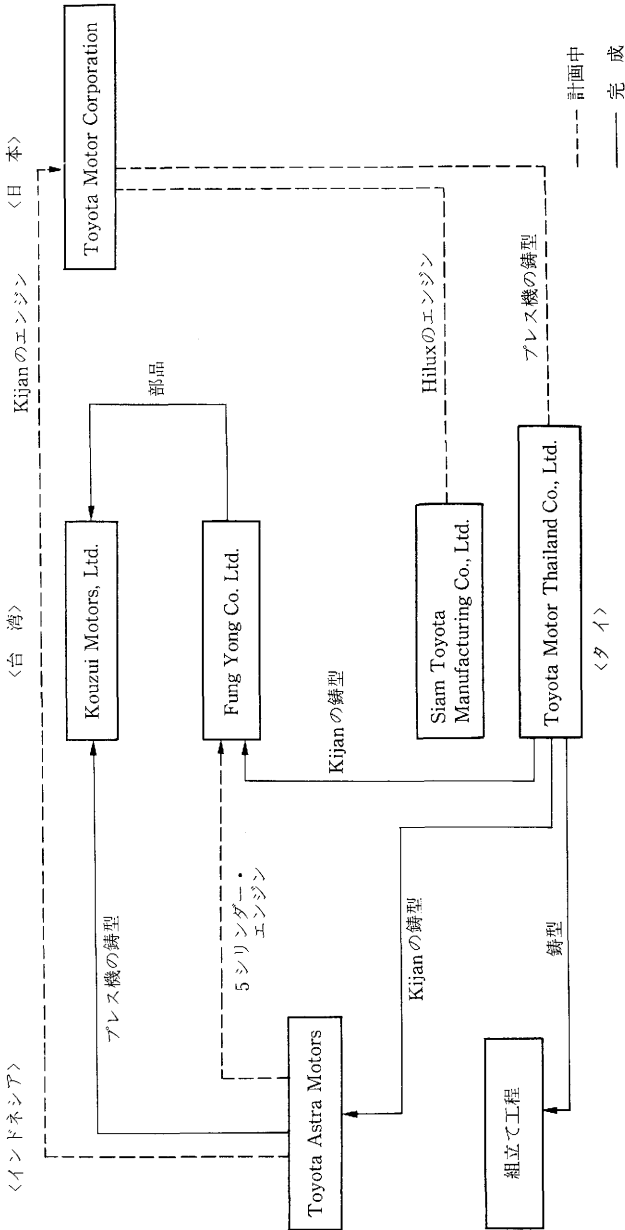 〈インドネシア〉
〈台　湾〉
〈日　本〉
Kijanのエンジン
Toyota Motor Corporation
Kouzui Motors, Ltd.
プレス機の鋳型
部品
Fung Yong Co. Ltd.
5シリンダー・
エンジン
Hiluxのエンジン
Toyota Astra Motors
Kijanの鋳型
Siam Toyota
Manufacturing Co., Ltd.
Kijanの鋳型
プレス機の鋳型
Toyota Motor Thailand Co., Ltd.
組立て工程
鋳型
〈タ イ〉
計画中
完　成